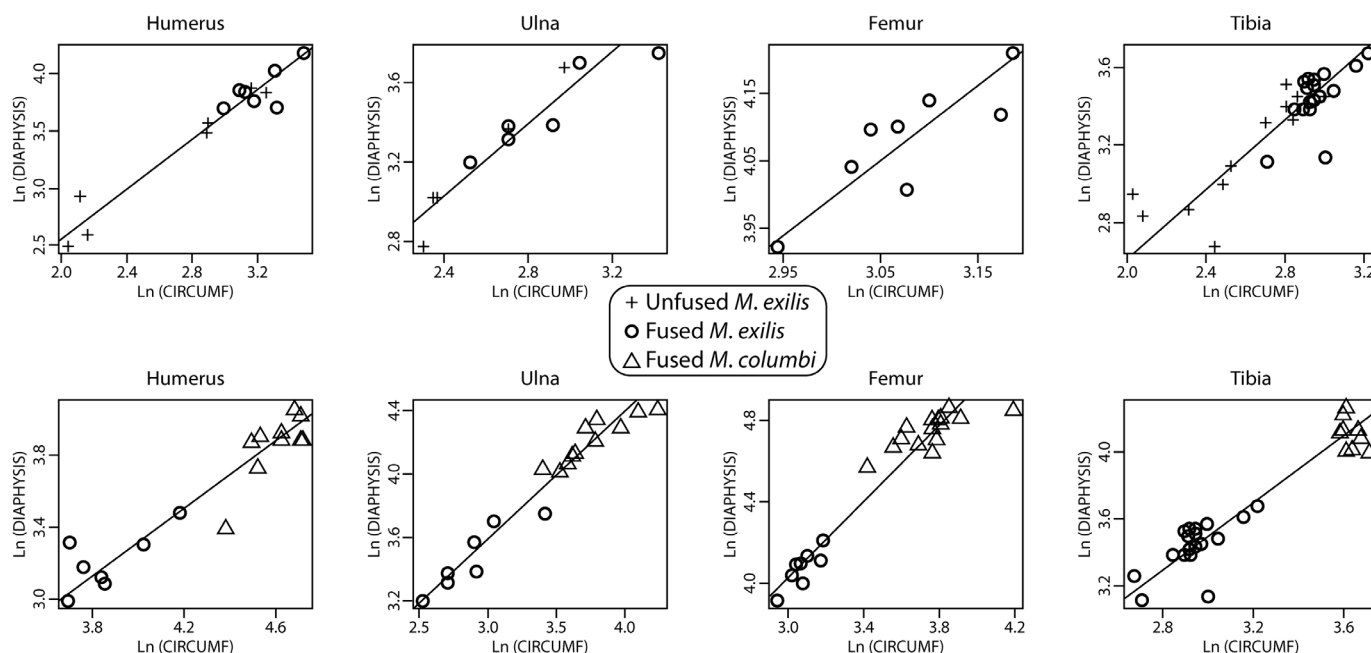 Humerus
Ulna
Femur
Tibia
Ln (DIAPHYSIS)
2.5 3.0 3.5 4.0
2.0 2.4 2.8 3.2
Ln (CIRCUMF)
Ln (DIAPHYSIS)
2.8 3.2 3.6
2.4 2.8 3.2
Ln (CIRCUMF)
Ln (DIAPHYSIS)
3.95 4.05 4.15
2.95 3.05 3.15
Ln (CIRCUMF)
Ln (DIAPHYSIS)
2.8 3.2 3.6
2.0 2.4 2.8 3.2
Ln (CIRCUMF)
Unfused M. exilis
Fused M. exilis
Fused M. columbi
Humerus
Ulna
Femur
Tibia
Ln (DIAPHYSIS)
3.0 3.4 3.8
3.8 4.2 4.6
Ln (CIRCUMF)
Ln (DIAPHYSIS)
3.2 3.6 4.0 4.4
2.5 3.0 3.5 4.0
Ln (CIRCUMF)
Ln (DIAPHYSIS)
4.0 4.4 4.8
3.0 3.4 3.8 4.2
Ln (CIRCUMF)
Ln (DIAPHYSIS)
3.2 3.6 4.0
2.8 3.2 3.6
Ln (CIRCUMF)